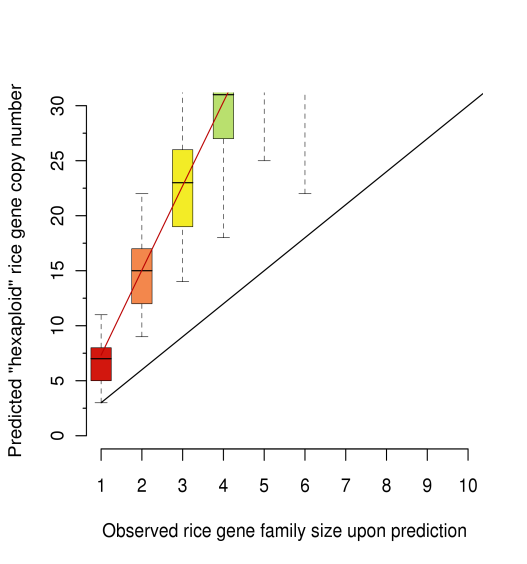 Predicted "hexaploid" rice gene copy number
30
25
20
15
10
5
0
1 2 3 4 5 6 7 8 9 10
Observed rice gene family size upon prediction